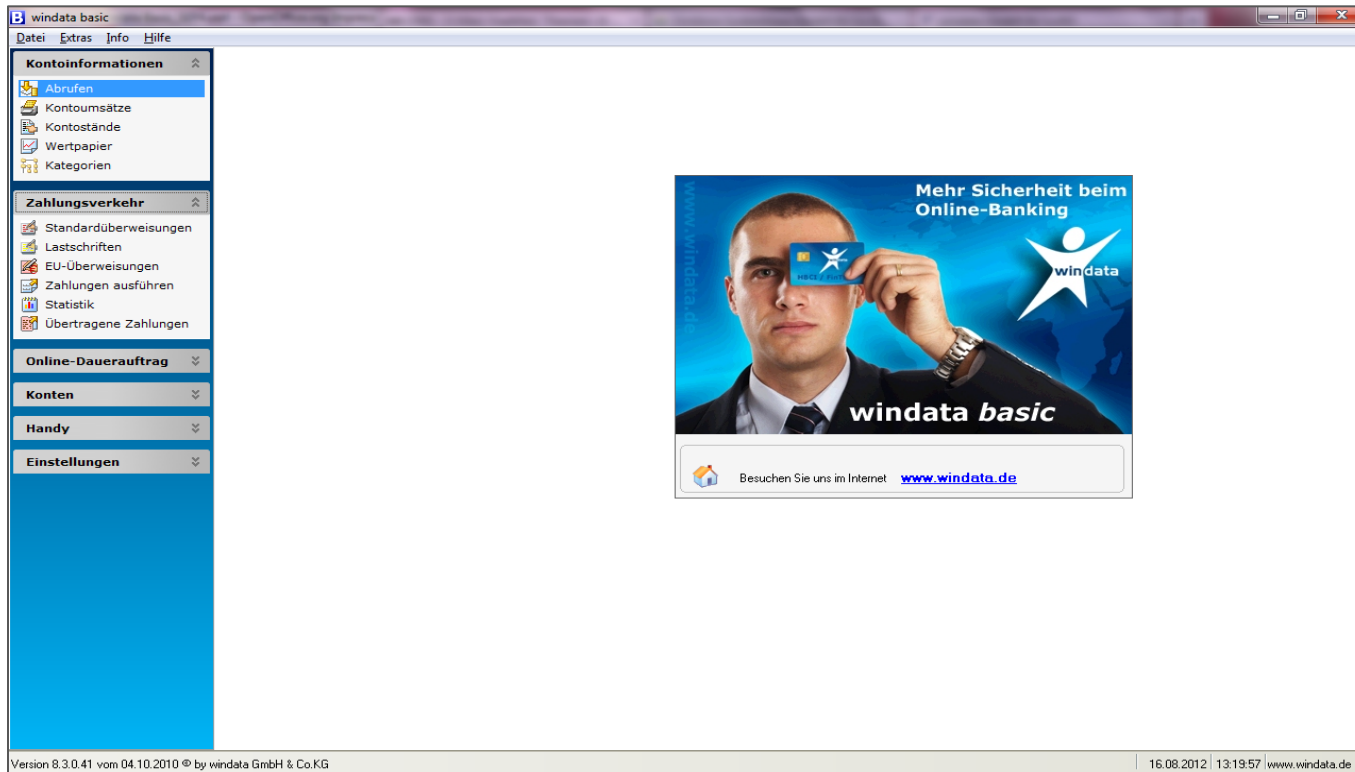 windata basic
Datei Extras Info Hilfe
Kontoinformationen
Abrufen
Kontoumsätze
Kontostände
Wertpapier
Kategorien
Zahlungsverkehr
Standardüberweisungen
Lastschriften
EU-Überweisungen
Zahlungen ausführen
Statistik
Übertragene Zahlungen
Online-Dauerauftrag
Konten
Handy
Einstellungen
www.windata.de
Mehr Sicherheit beim
Online-Banking
windata
windata basic
Besuchen Sie uns im Internet www.windata.de
Version 8.3.0.41 vom 04.10.2010 © by windata GmbH & Co.KG
16.08.2012 13:19:57 www.windata.de